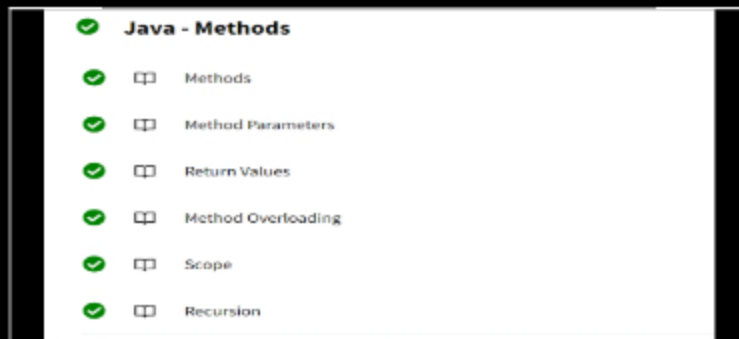 Java - Methods
Methods
Method Parameters
Return Values
Method Overloading
Scope
Recursion